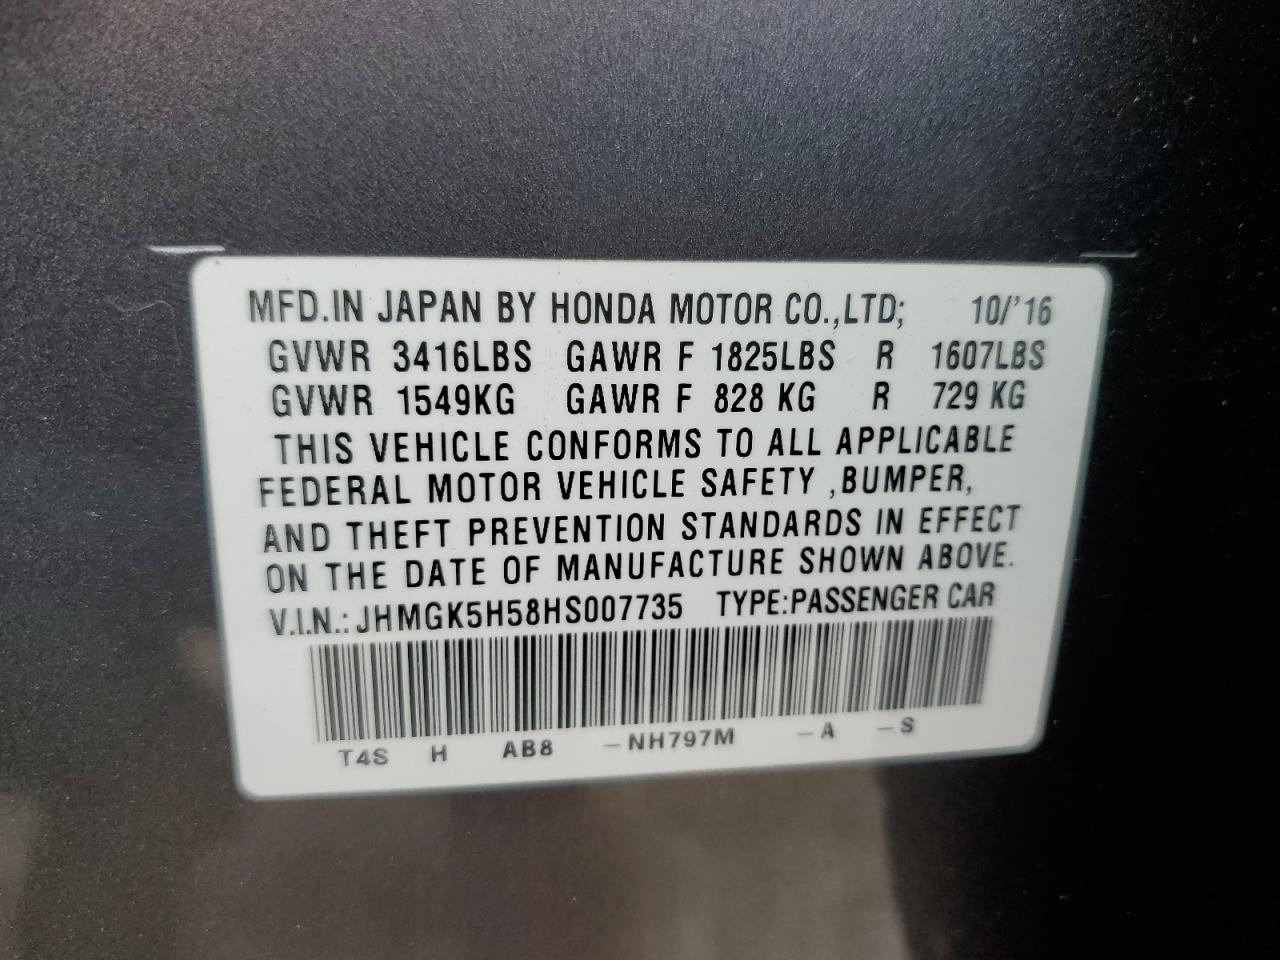 MFD.IN JAPAN BY HONDA MOTOR CO.,LTD; 10/'16
GVWR 3416LBS GAWR F 1825LBS R 1607LBS
GVWR 1549KG GAWR F 828 KG R 729 KG
THIS VEHICLE CONFORMS TO ALL APPLICABLE
FEDERAL MOTOR VEHICLE SAFETY ,BUMPER,
AND THEFT PREVENTION STANDARDS IN EFFECT
ON THE DATE OF MANUFACTURE SHOWN ABOVE.
V.I.N.: JHMGK5H58HS007735 TYPE:PASSENGER CAR
T4S H AB8 -NH797M -A -S